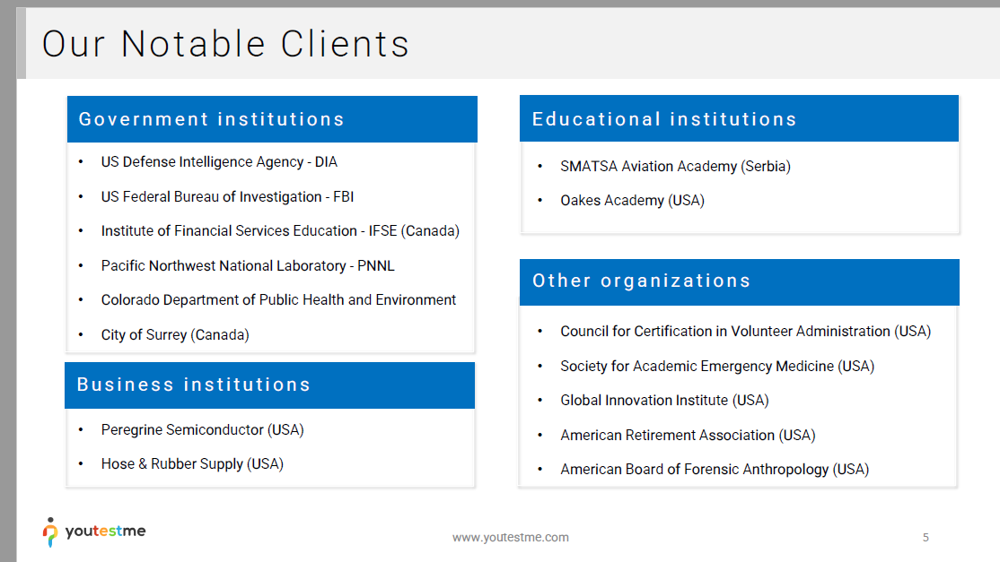 Our Notable Clients
Government institutions
• US Defense Intelligence Agency - DIA
• US Federal Bureau of Investigation - FBI
• Institute of Financial Services Education - IFSE (Canada)
• Pacific Northwest National Laboratory - PNNL
• Colorado Department of Public Health and Environment
• City of Surrey (Canada)
Business institutions
• Peregrine Semiconductor (USA)
• Hose & Rubber Supply (USA)
Educational institutions
• SMATSA Aviation Academy (Serbia)
• Oakes Academy (USA)
Other organizations
• Council for Certification in Volunteer Administration (USA)
• Society for Academic Emergency Medicine (USA)
• Global Innovation Institute (USA)
• American Retirement Association (USA)
• American Board of Forensic Anthropology (USA)
youtestme
www.youtestme.com
5